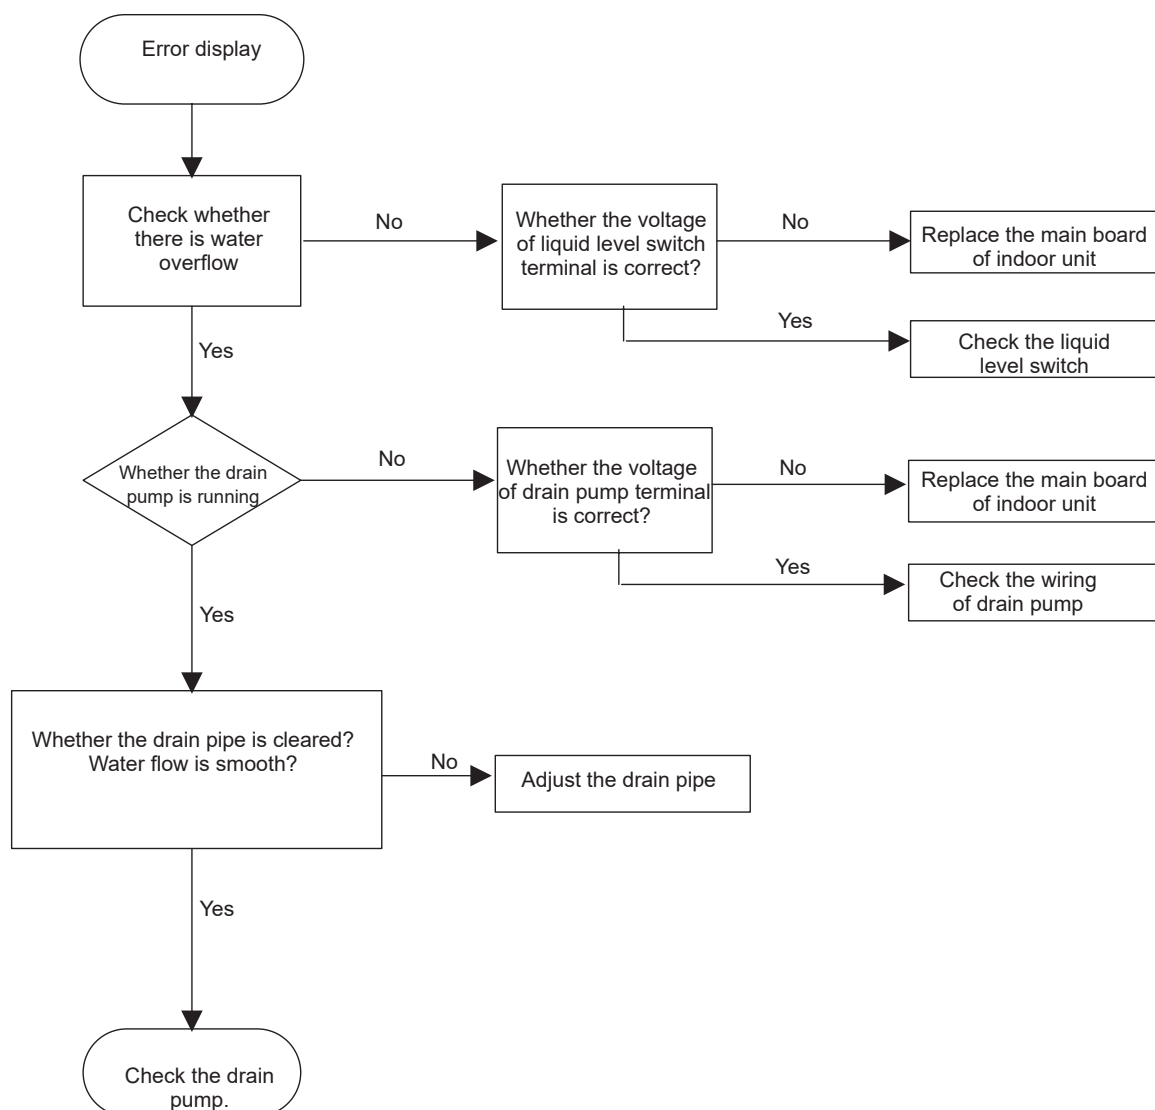 Error display
Check whether
there is water
overflow
No
Whether the voltage
of liquid level switch
terminal is correct?
No
Replace the main board
of indoor unit
Yes
Check the liquid
level switch
Yes
Whether the drain
pump is running
No
Whether the voltage
of drain pump terminal
is correct?
No
Replace the main board
of indoor unit
Yes
Check the wiring
of drain pump
Yes
Whether the drain pipe is cleared?
Water flow is smooth?
No
Adjust the drain pipe
Yes
Check the drain
pump.